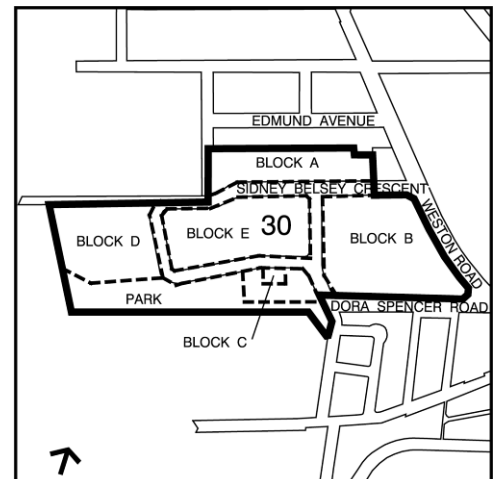 EDMUND AVENUE
BLOCK A
SIDNEY BELSEY CRESCENT
WESTON ROAD
BLOCK D
BLOCK E
30
BLOCK B
PARK
DORA SPENCER ROAD
BLOCK C